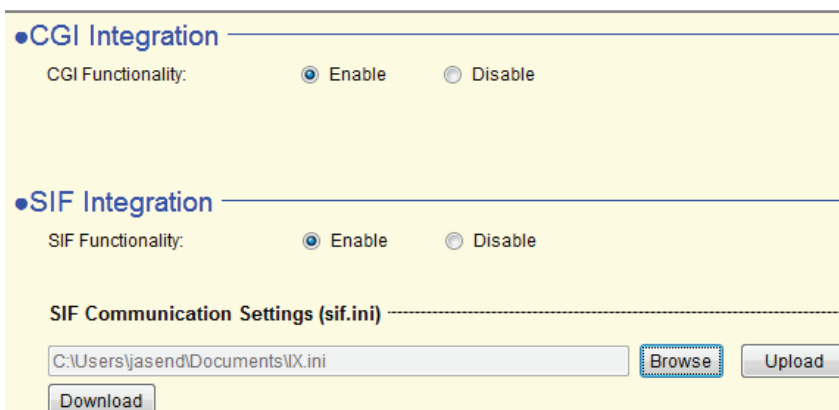 ●CGI Integration
CGI Functionality: Enable Disable
●SIF Integration
SIF Functionality: Enable Disable
SIF Communication Settings (sif.ini)
C:\Users\jasend\Documents\IX.ini Browse Upload
Download